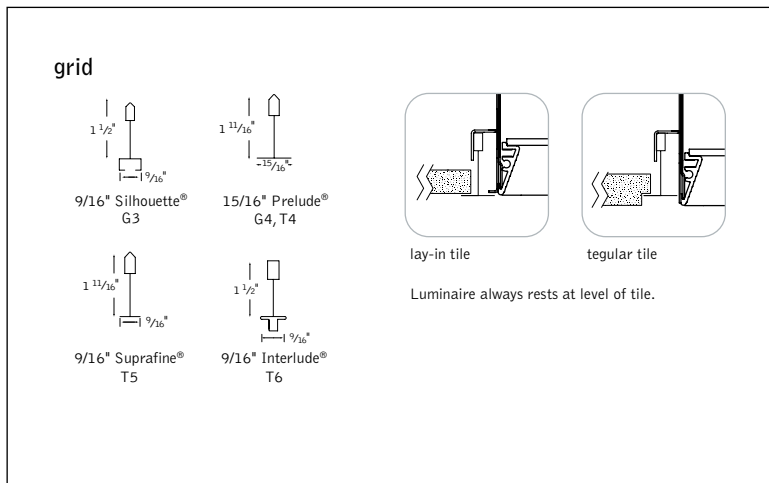 grid
1 1/2"
9/16"
9/16" Silhouette®
G3
1 11/16"
15/16"
15/16" Prelude®
G4, T4
1 11/16"
9/16"
9/16" Suprafine®
T5
1 1/2"
9/16"
9/16" Interlude®
T6
lay-in tile
tegular tile
Luminaire always rests at level of tile.